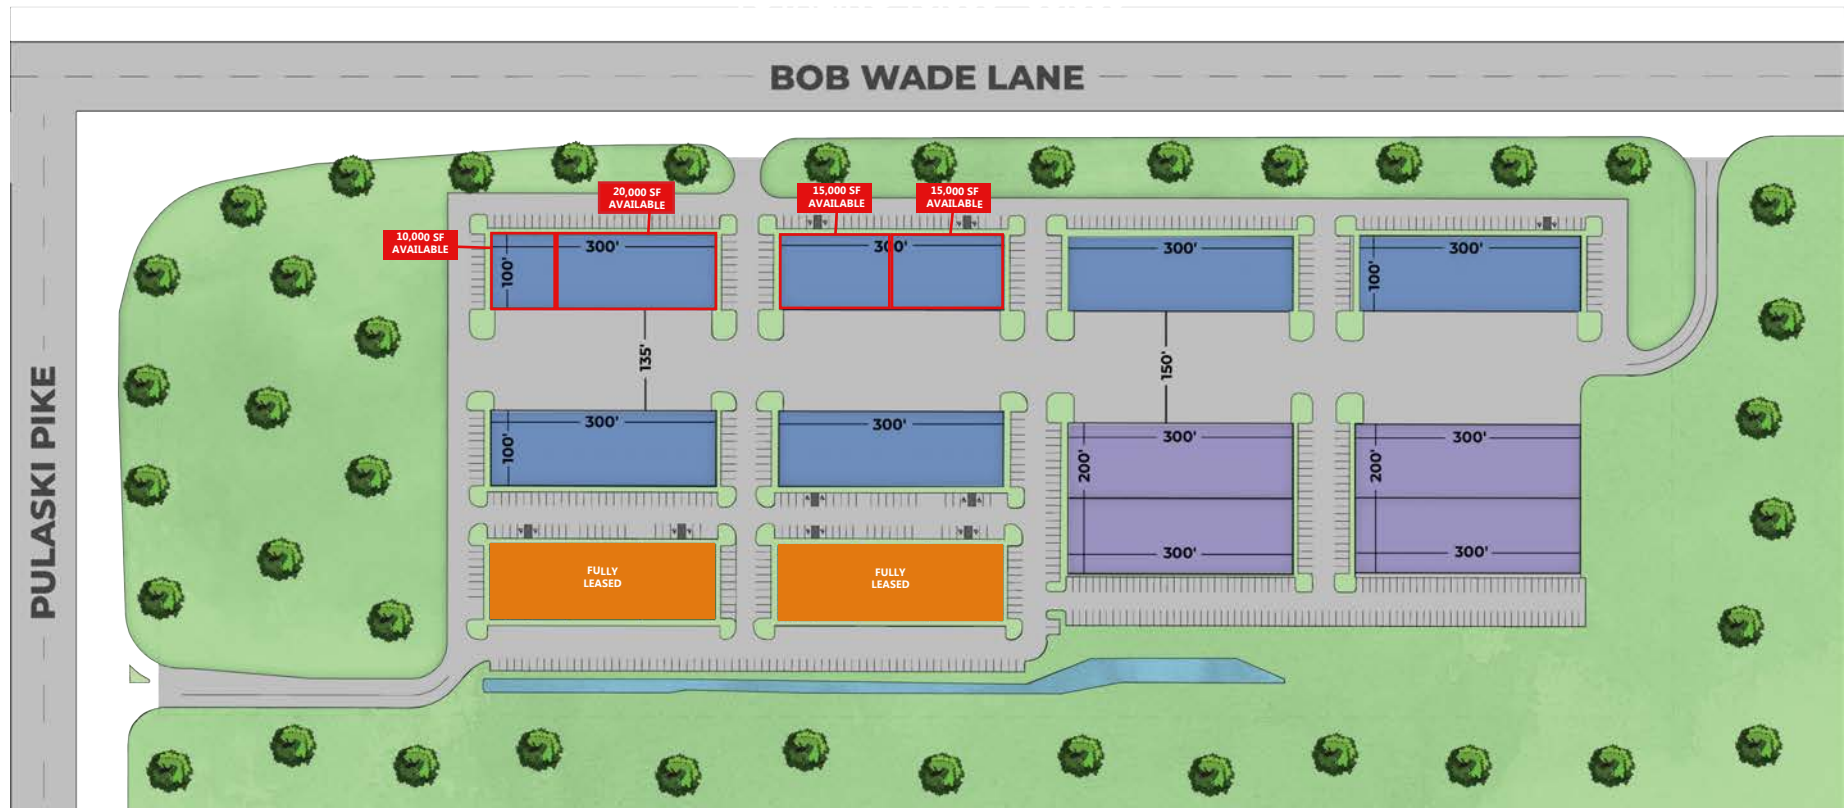 BOB WADE LANE
PULASKI PIKE
20,000 SF
AVAILABLE
15,000 SF
AVAILABLE
15,000 SF
AVAILABLE
10,000 SF
AVAILABLE
300'
100'
300'
300'
300'
100'
135'
150'
300'
100'
300'
300'
200'
300'
300'
200'
300'
FULLY
LEASED
FULLY
LEASED